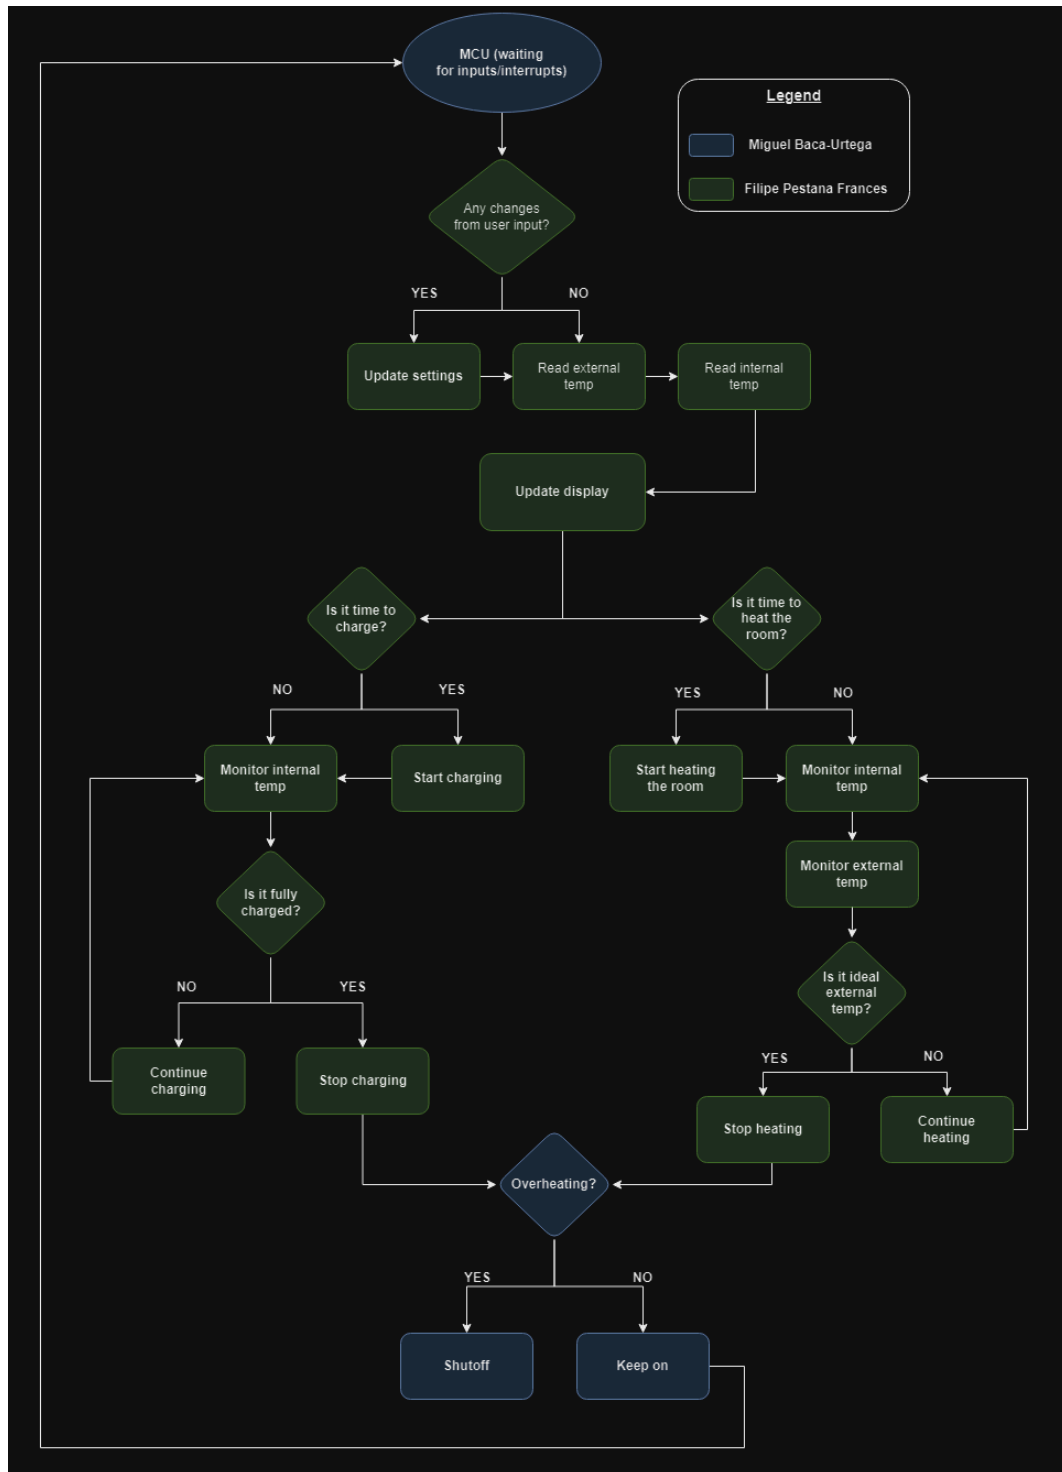 MCU (waiting
for inputs/interrupts)
Legend
Miguel Baca-Urtega
Filipe Pestana Frances
Any changes
from user input?
YES
NO
Update settings
Read external
temp
Read internal
temp
Update display
Is it time to
charge?
Is it time to
heat the
room?
NO
YES
YES
NO
Monitor internal
temp
Start charging
Start heating
the room
Monitor internal
temp
Monitor external
temp
Is it fully
charged?
Is it ideal
external
temp?
NO
YES
YES
NO
Continue
charging
Stop charging
Stop heating
Continue
heating
Overheating?
YES
NO
Shutoff
Keep on